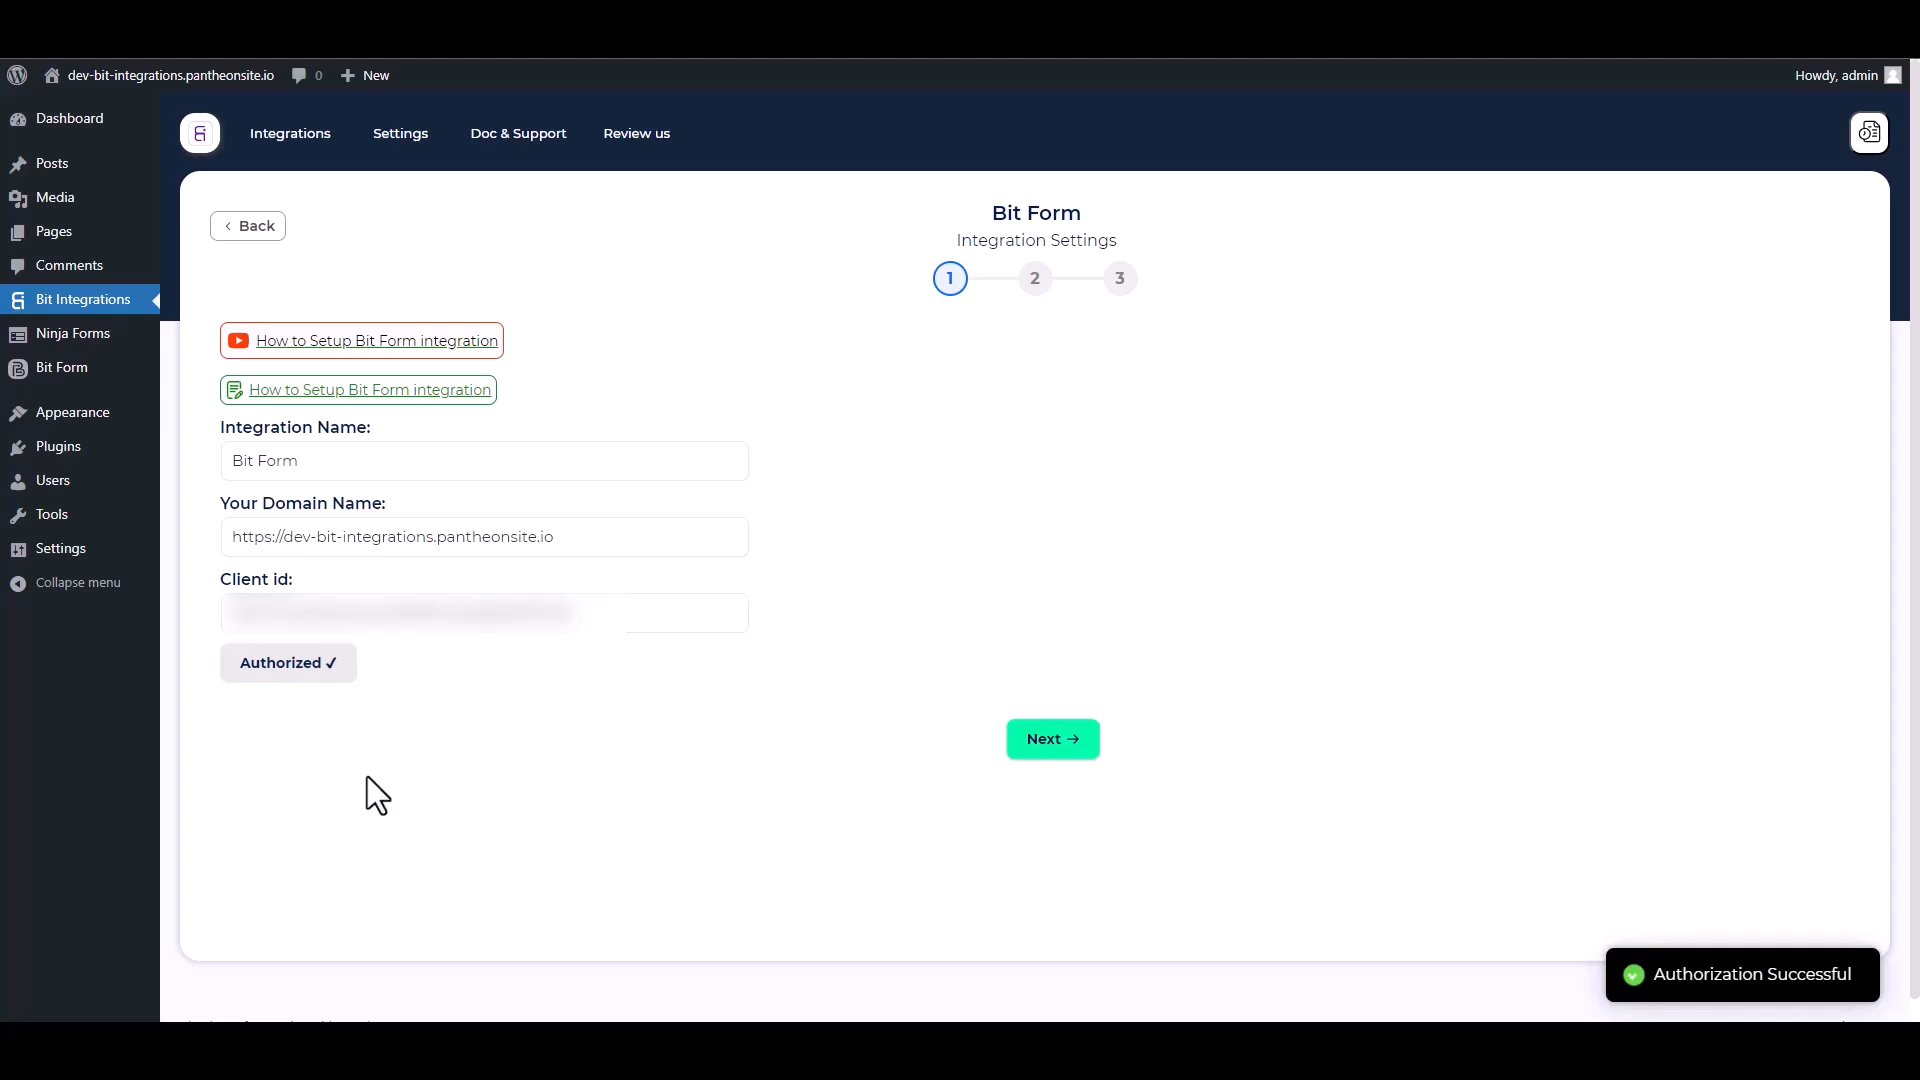 dev-bit-integrations.pantheonsite.io
0
New
Howdy, admin
Dashboard
Posts
Media
Pages
Comments
Bit Integrations
Ninja Forms
Bit Form
Appearance
Plugins
Users
Tools
Settings
Collapse menu
Integrations
Settings
Doc & Support
Review us
< Back
Bit Form
Integration Settings
1
2
3
How to Setup Bit Form integration
How to Setup Bit Form integration
Integration Name:
Bit Form
Your Domain Name:
https://dev-bit-integrations.pantheonsite.io
Client id:
Authorized ✓
Next →
Authorization Successful